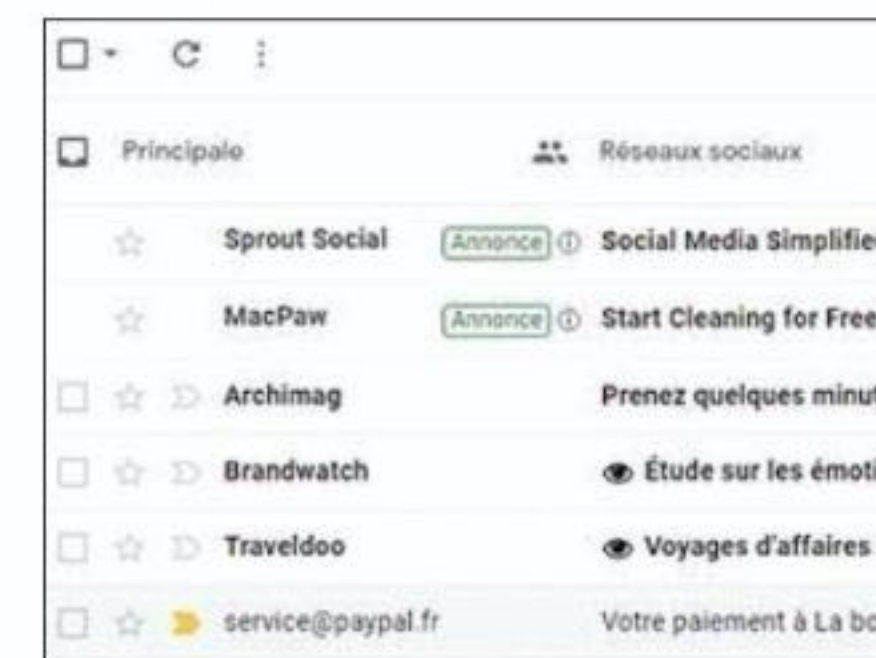 Principale Réseaux sociaux
Sprout Social Annonce Social Media Simplifie
MacPaw Annonce Start Cleaning for Free
Archimag Prenez quelques minut
Brandwatch Étude sur les émoti
Traveldoo Voyages d'affaires
service@paypal.fr Votre paiement à La bo